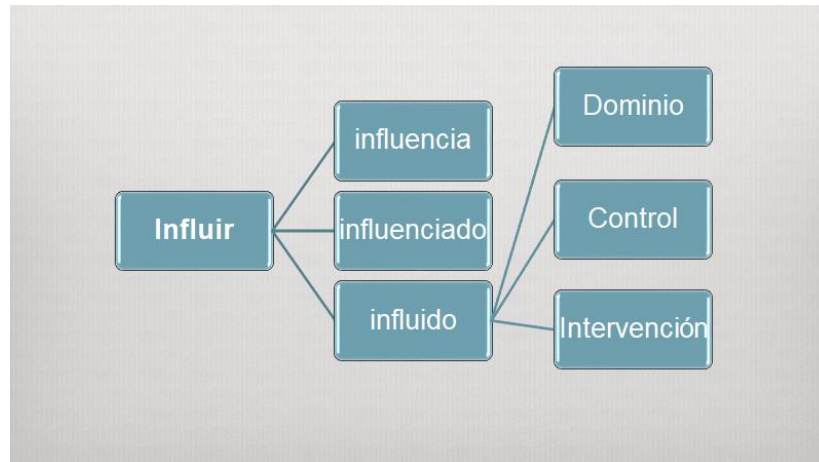 Influir
influencia
influenciado
influido
Dominio
Control
Intervención